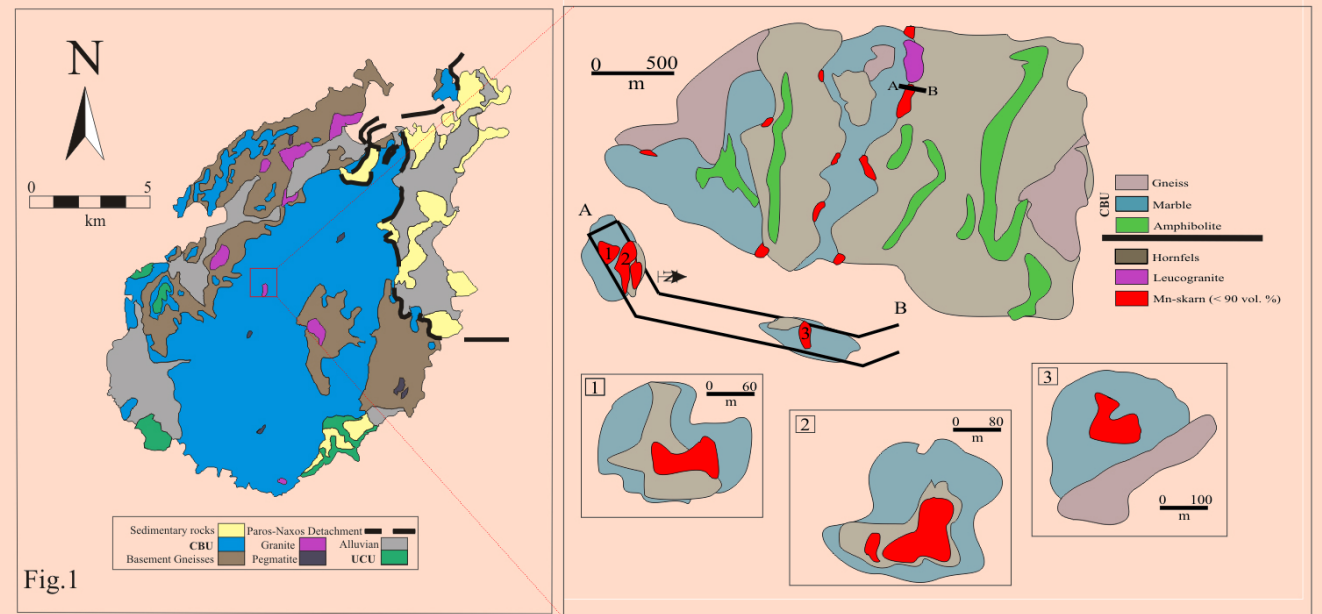 N
0 5
km
Sedimentary rocks Paros-Naxos Detachment
CBU Granite Alluvian
Basement Gneisses Pegmatite UCU
Fig.1
0 500
m
A B
CBU
Gneiss
Marble
Amphibolite
Hornfels
Leucogranite
Mn-skarn (< 90 vol. %)
A
1 2
N
B
3
1
0 60
m
2
0 80
m
3
0 100
m